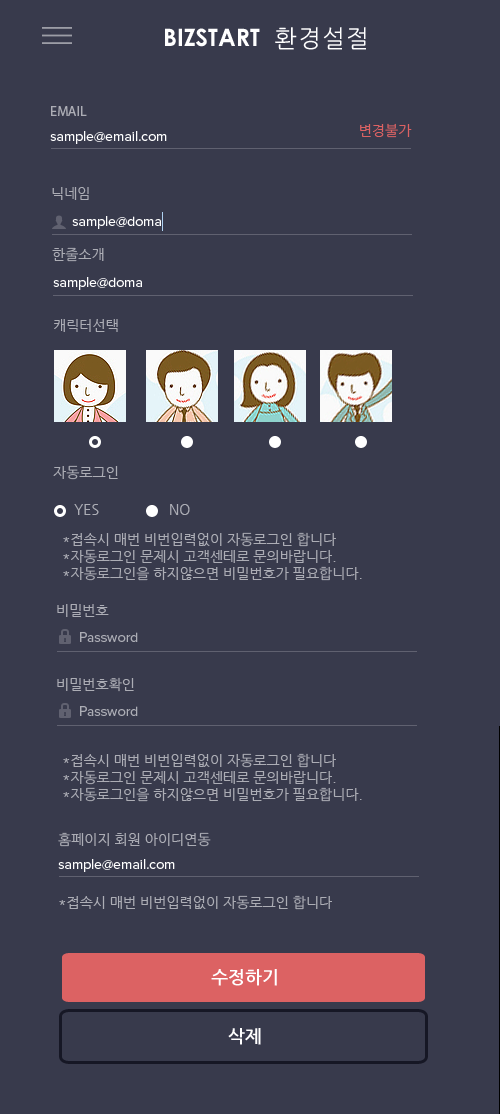 BIZSTART 환경설절
EMAIL
sample@email.com
변경불가
닉네임
sample@doma
한줄소개
sample@doma
캐릭터선택
자동로그인
YES NO
*접속시 매번 비번입력없이 자동로그인 합니다
*자동로그인 문제시 고객센테로 문의바랍니다.
*자동로그인을 하지않으면 비밀번호가 필요합니다.
비밀번호
Password
비밀번호확인
Password
*접속시 매번 비번입력없이 자동로그인 합니다
*자동로그인 문제시 고객센테로 문의바랍니다.
*자동로그인을 하지않으면 비밀번호가 필요합니다.
홈페이지 회원 아이디연동
sample@email.com
*접속시 매번 비번입력없이 자동로그인 합니다
수정하기
삭제